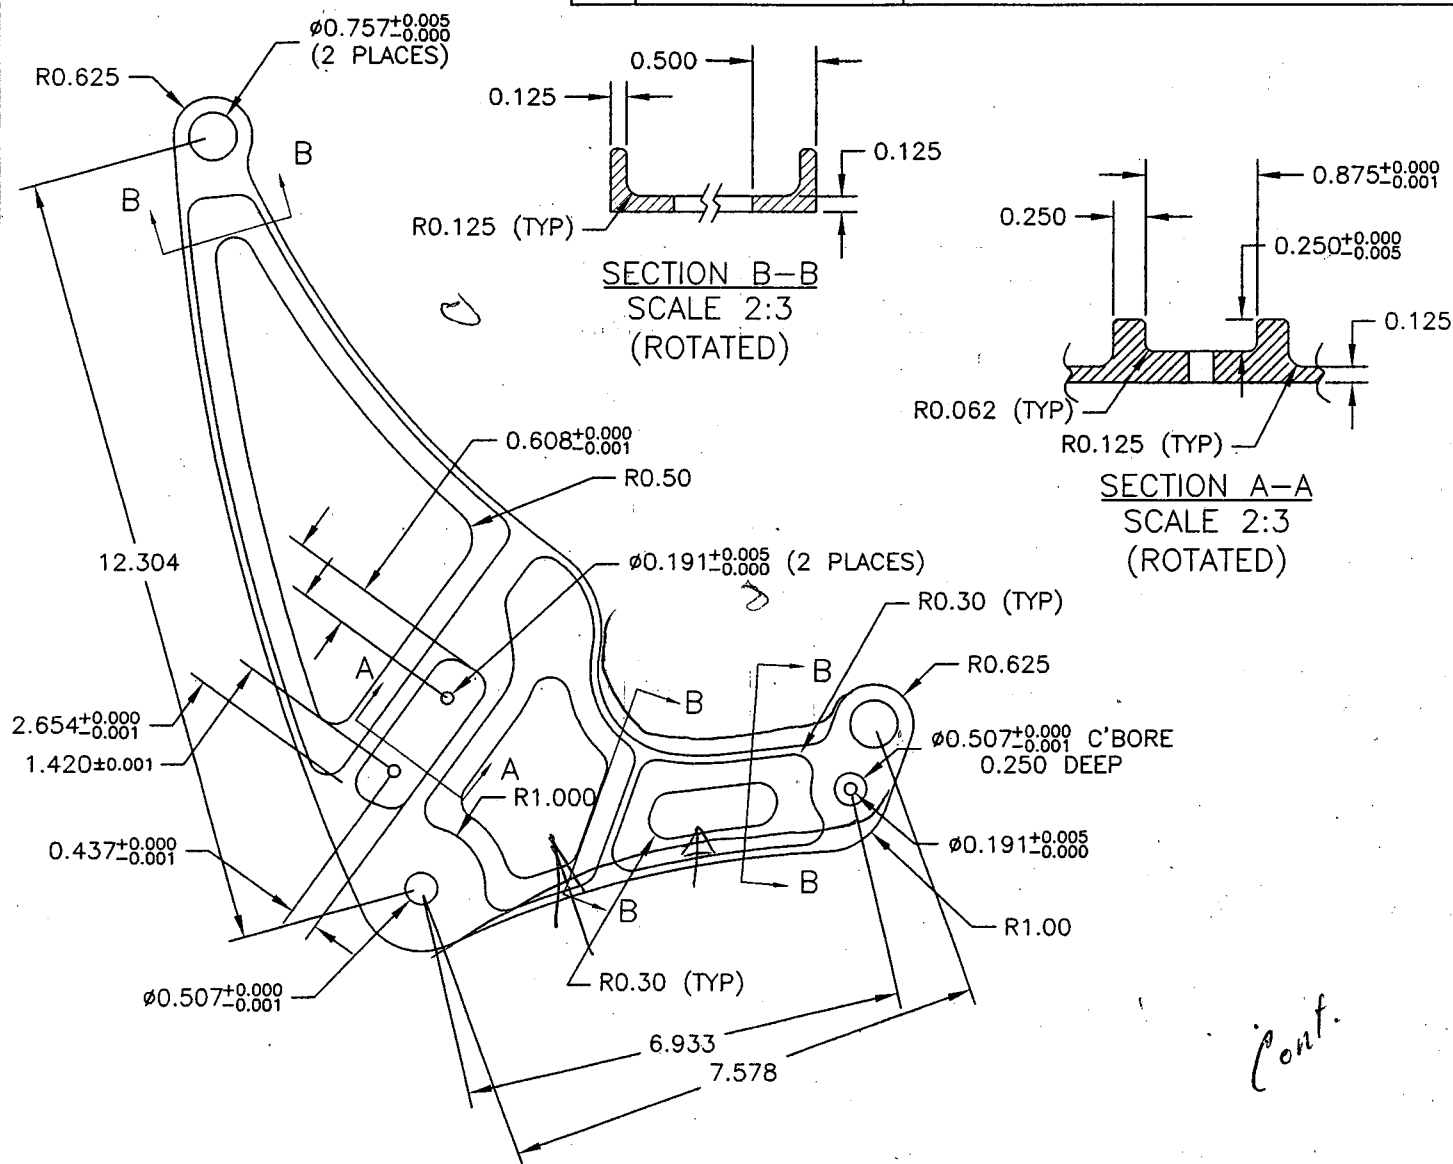 ø0.757+0.005
-0.000
(2 PLACES)
R0.625
B
B
0.500
0.125
0.125
R0.125 (TYP)
SECTION B-B
SCALE 2:3
(ROTATED)
0.875+0.000
-0.001
0.250
0.250+0.000
-0.005
0.125
R0.062 (TYP)
R0.125 (TYP)
SECTION A-A
SCALE 2:3
(ROTATED)
0.608+0.000
-0.001
R0.50
12.304
ø0.191+0.005
-0.000 (2 PLACES)
R0.30 (TYP)
A
B
B
R0.625
2.654+0.000
-0.001
1.420±0.001
ø0.507+0.000
-0.001 C'BORE
0.250 DEEP
A
R1.000
0.437+0.000
-0.001
ø0.191+0.005
-0.000
B
B
R1.00
R0.30 (TYP)
ø0.507+0.000
-0.001
6.933
7.578
Cont.